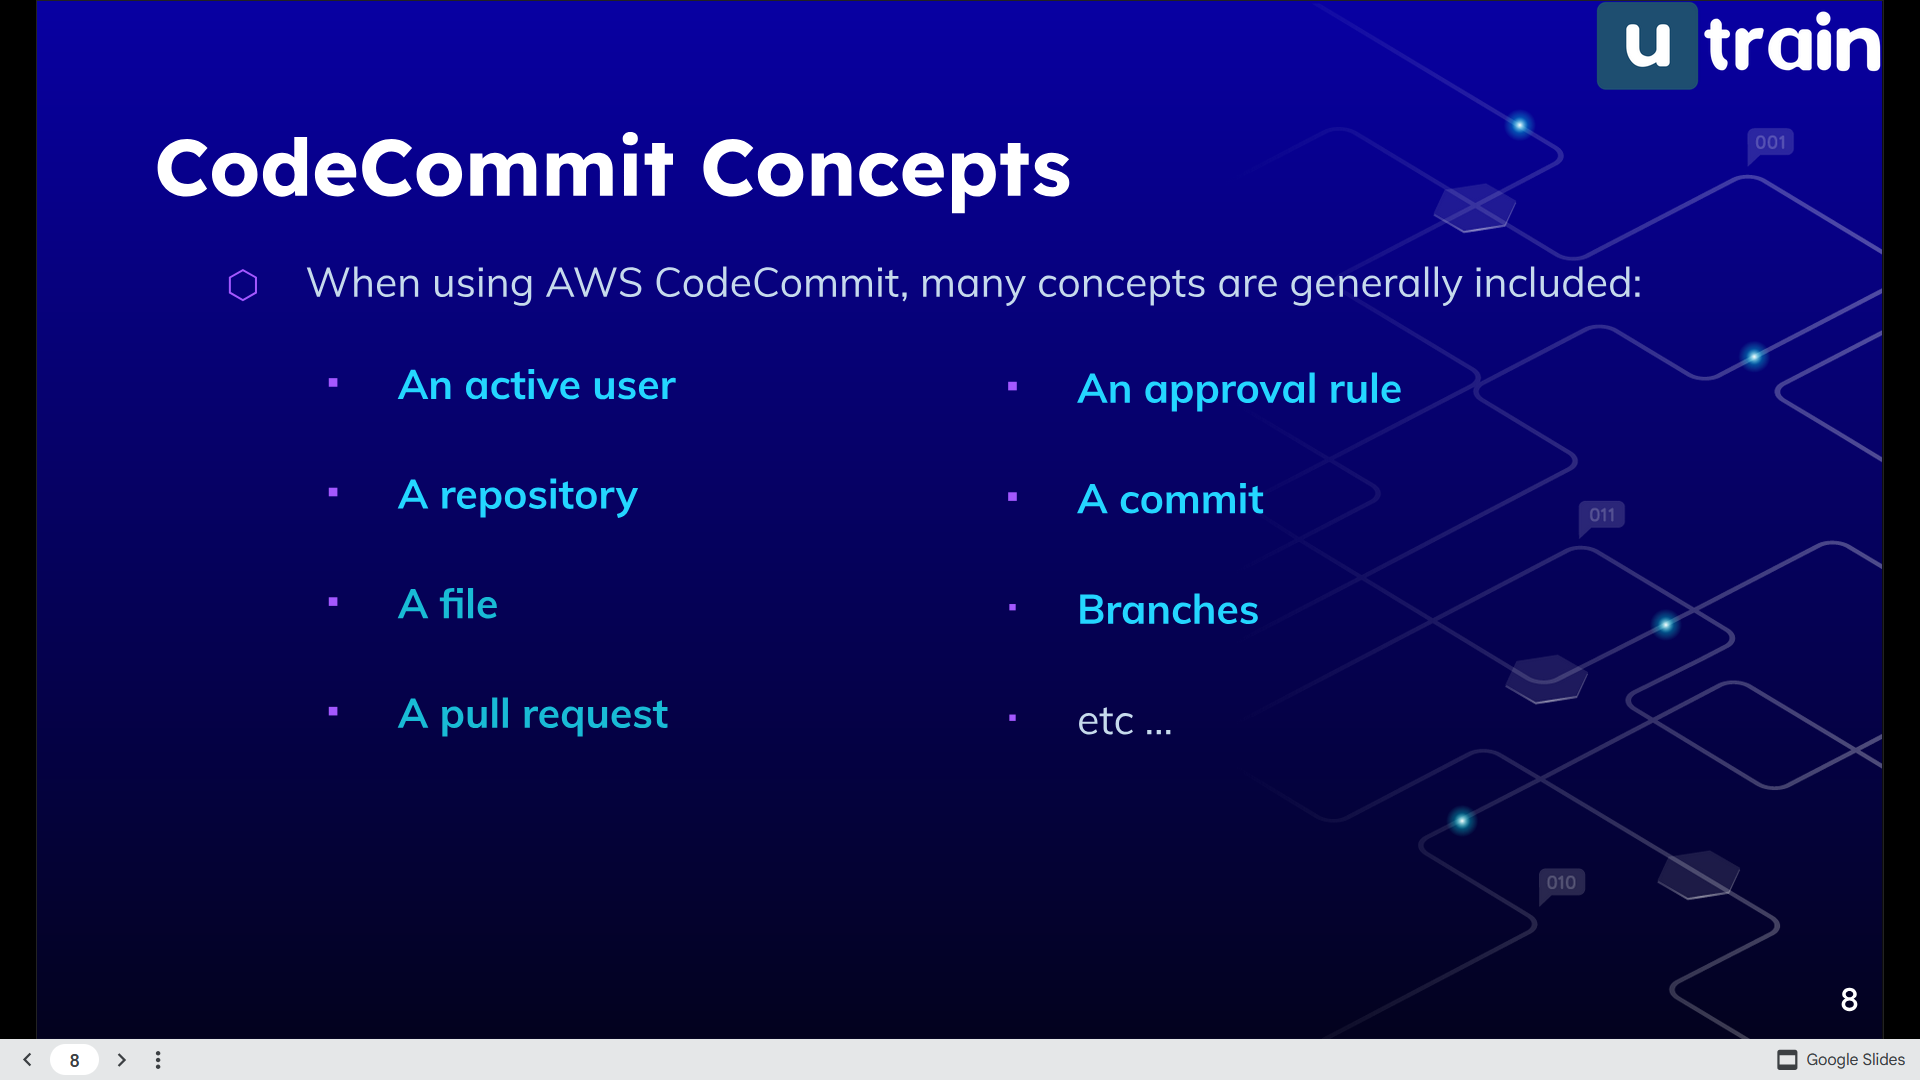 u train
001
CodeCommit Concepts
When using AWS CodeCommit, many concepts are generally included:
An active user
A repository
A file
A pull request
An approval rule
A commit
Branches
etc ...
011
010
8
8
Google Slides